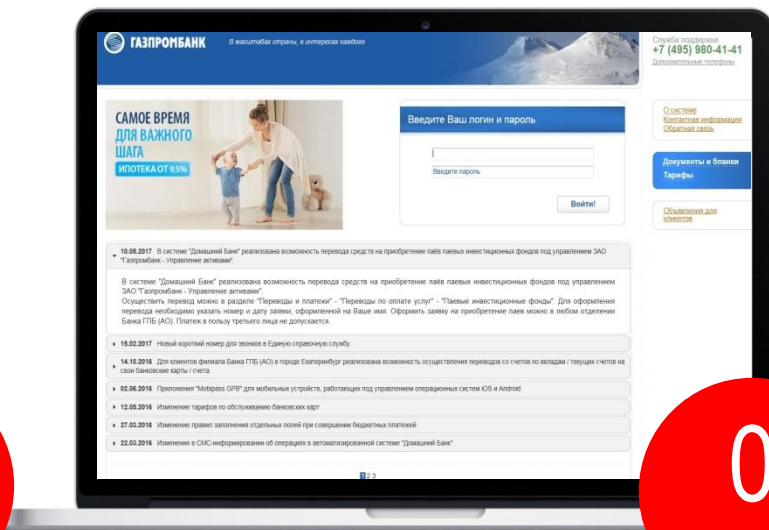 ГАЗПРОМБАНК
В масштабах страны, в интересах каждого
Служба поддержки:
+7 (495) 980-41-41
Дополнительные телефоны
САМОЕ ВРЕМЯ
ДЛЯ ВАЖНОГО
ШАГА
ИПОТЕКА ОТ 9,5%
Введите Ваш логин и пароль
Введите пароль
Войти!
О системе
Контактная информация
Обратная связь
Документы и бланки
Тарифы
Объявления для
клиентов
10.05.2017 В системе "Домашний Банк" реализована возможность перевода средств на приобретение паёв паевых инвестиционных фондов под управлением ЗАО
"Газпромбанк - Управление активами".
В системе "Домашний Банк" реализована возможность перевода средств на приобретение паёв паевых инвестиционных фондов под управлением
ЗАО "Газпромбанк - Управление активами".
Осуществить перевод можно в разделе "Переводы и платежи" - "Переводы по оплате услуг" - "Паевые инвестиционные фонды". Для оформления
перевода необходимо указать номер и дату заявки, оформленной на Ваше имя. Оформить заявку на приобретение паев можно в любом отделении
Банка ГПБ (АО). Платеж в пользу третьего лица не допускается.
15.02.2017 Новый короткий номер для звонков в Единую справочную службу
14.10.2016 Для клиентов филиала Банка ГПБ (АО) в городе Екатеринбург реализована возможность осуществления переводов со счетов по вкладам / текущих счетов на
свои банковские карты / счета.
02.06.2016 Приложения "Mobipass GPB" для мобильных устройств, работающих под управлением операционных систем iOS и Android
12.05.2016 Изменение тарифов по обслуживанию банковских карт
27.03.2016 Изменение правил заполнения отдельных полей при совершении бюджетных платежей
22.03.2016 Изменения в СМС-информировании об операциях в автоматизированной системе "Домашний Банк"
1 2 3
0